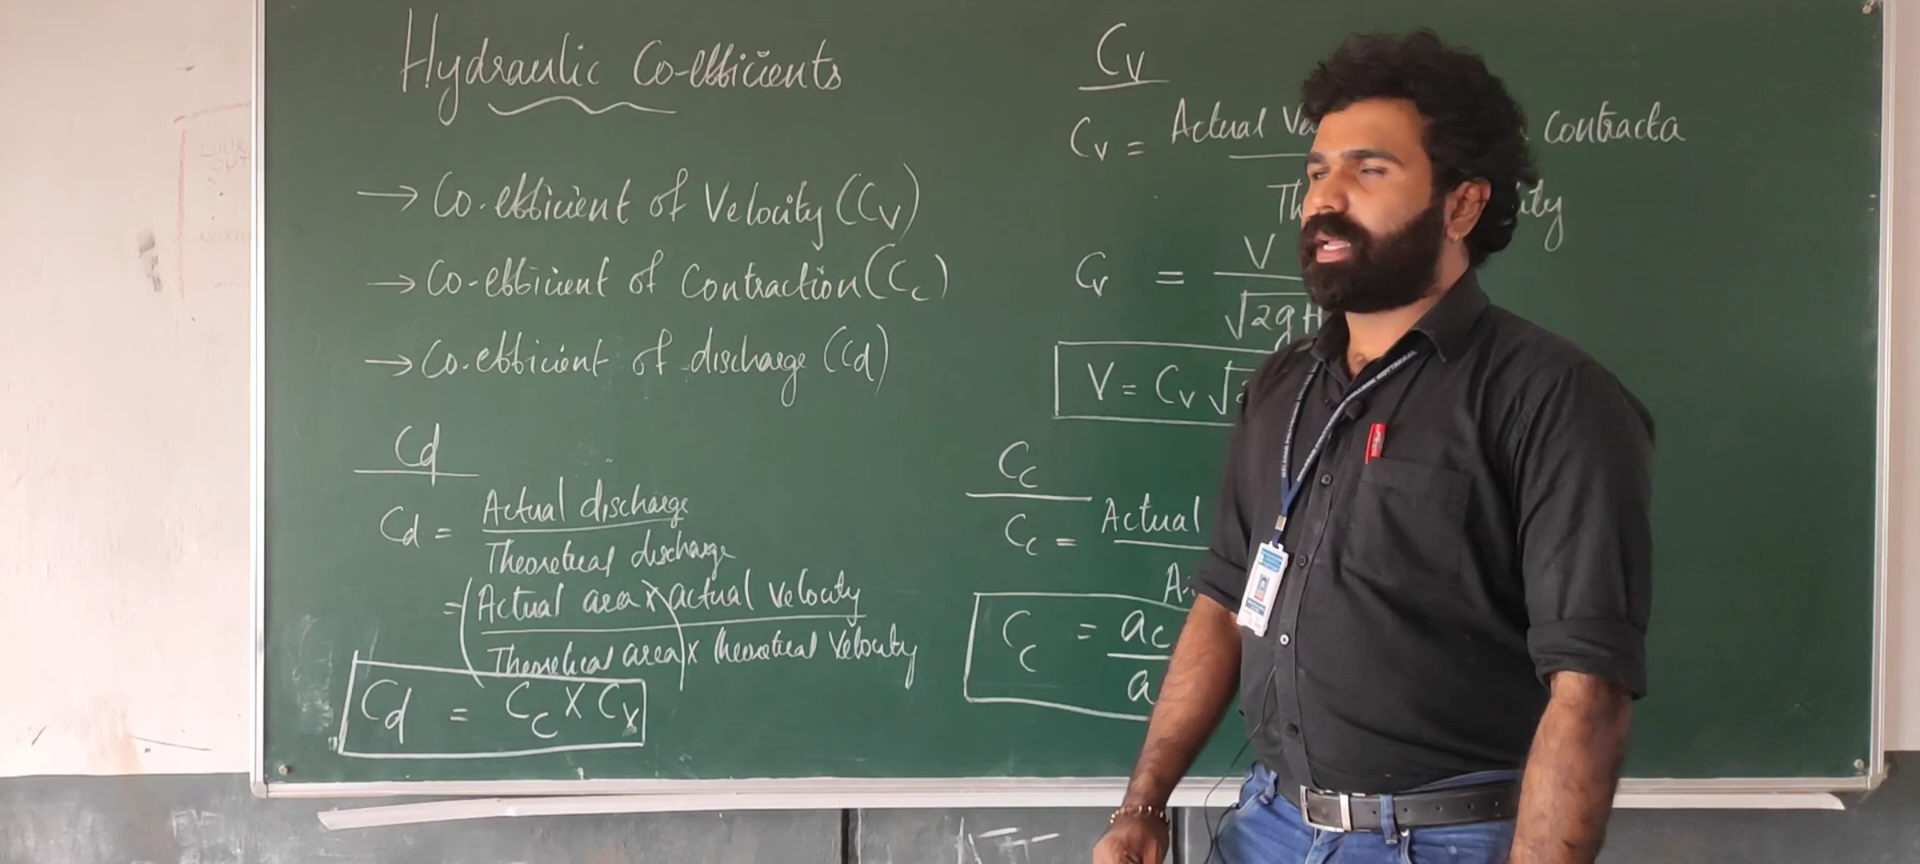 Hydraulic Co-efficients
→ Co-efficient of Velocity (Cv)
→ Co-efficient of Contraction (Cc)
→ Co-efficient of discharge (Cd)
Cd
Cd = Actual discharge
Theoretical discharge
= (Actual area × actual velocity
Theoretical area) × theoretical velocity
Cd = Cc × Cv
Cv
Cv = Actual contracta
Cv = V
√2gH
V = Cv √2
Cc
Cc = Actual
Cc = ac
a